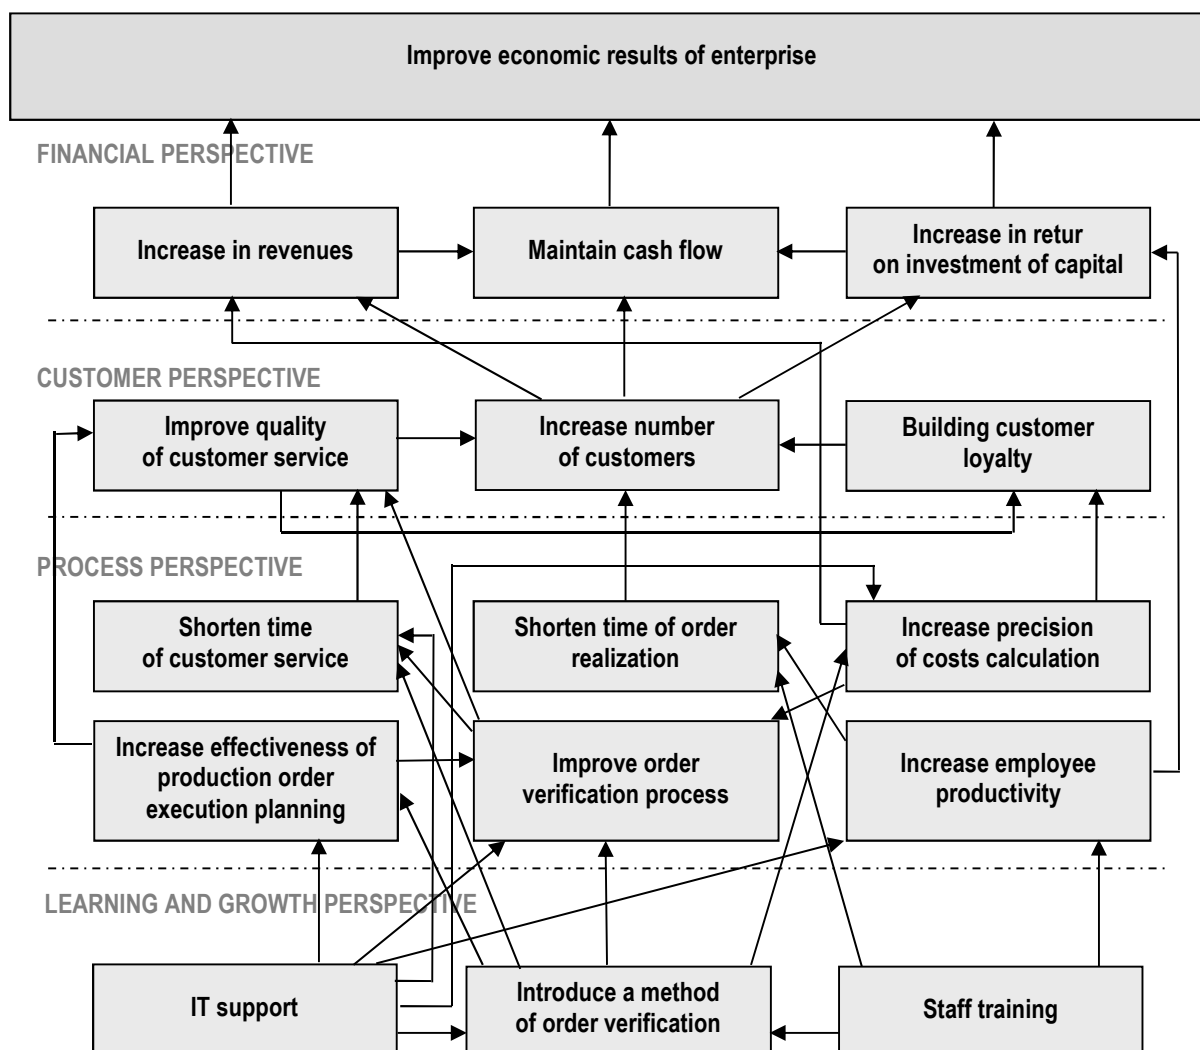 Improve economic results of enterprise
FINANCIAL PERSPECTIVE
Increase in revenues
Maintain cash flow
Increase in retur
on investment of capital
CUSTOMER PERSPECTIVE
Improve quality
of customer service
Increase number
of customers
Building customer
loyalty
PROCESS PERSPECTIVE
Shorten time
of customer service
Shorten time of order
realization
Increase precision
of costs calculation
Increase effectiveness of
production order
execution planning
Improve order
verification process
Increase employee
productivity
LEARNING AND GROWTH PERSPECTIVE
IT support
Introduce a method
of order verification
Staff training